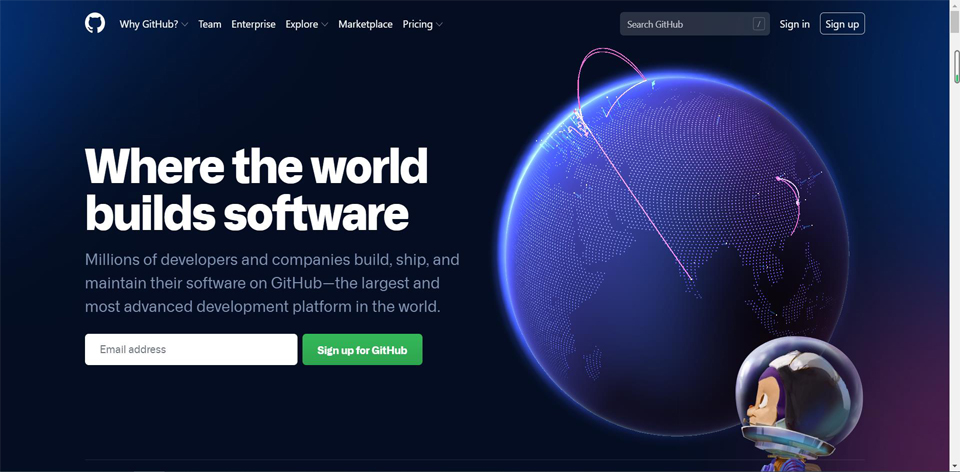 Why GitHub? Team Enterprise Explore Marketplace Pricing Search GitHub / Sign in Sign up
Where the world
builds software
Millions of developers and companies build, ship, and
maintain their software on GitHub—the largest and
most advanced development platform in the world.
Email address Sign up for GitHub